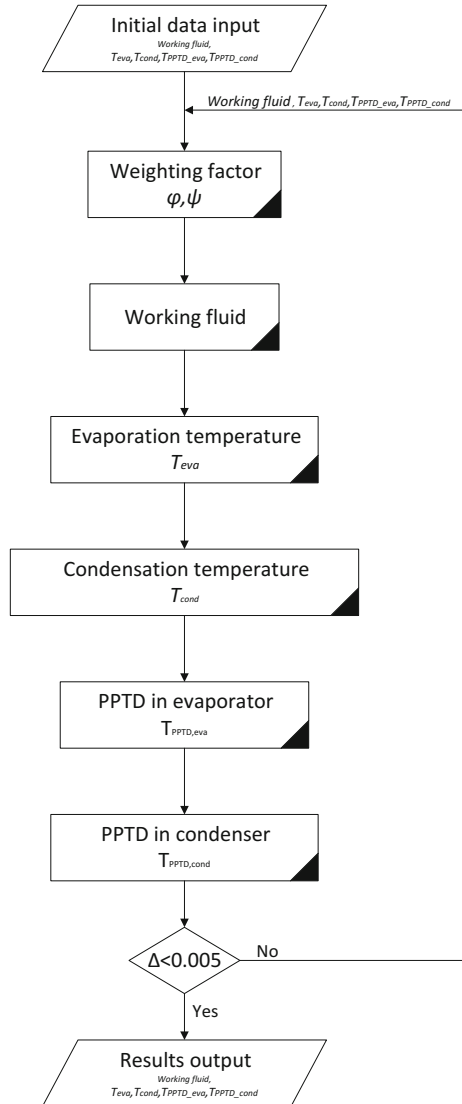 Initial data input
Working fluid,
Teva,Tcond,TPPTD_eva,TPPTD_cond
Working fluid, Teva,Tcond,TPPTD_eva,TPPTD_cond
Weighting factor
φ,ψ
Working fluid
Evaporation temperature
Teva
Condensation temperature
Tcond
PPTD in evaporator
TPPTD,eva
PPTD in condenser
TPPTD,cond
Δ<0.005
No
Yes
Results output
Working fluid,
Teva,Tcond,TPPTD_eva,TPPTD_cond